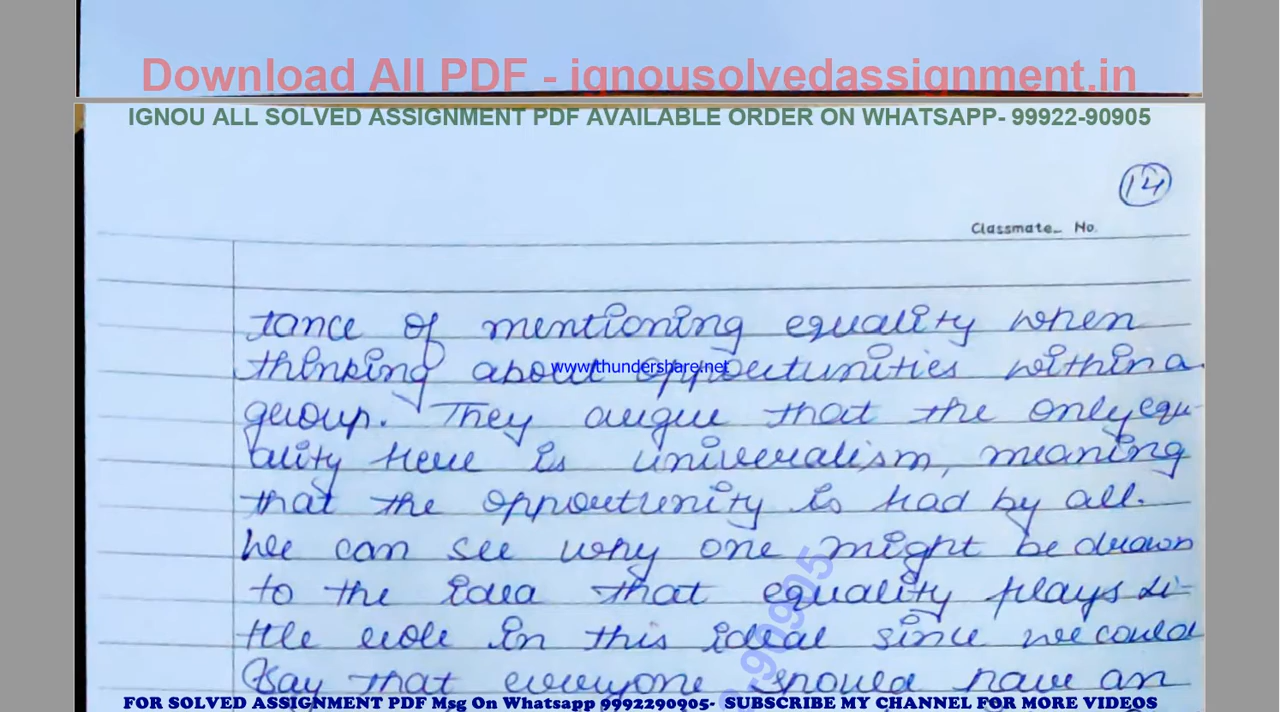 Download All PDF - ignousolvedassignment.in
IGNOU ALL SOLVED ASSIGNMENT PDF AVAILABLE ORDER ON WHATSAPP- 99922-90905
14
Classmate No.
tance of mentioning equality when
thinking about opportunities within a
www.thundershare.net
group. They argue that the only equ-
ality here is univeralism, meaning
that the opportunity is had by all.
We can see why one might be drawn
to the idea that equality plays li-
ttle role in this ideal since we could
say that everyone should have an
-90905
FOR SOLVED ASSIGNMENT PDF Msg On Whatsapp 9992290905- SUBSCRIBE MY CHANNEL FOR MORE VIDEOS